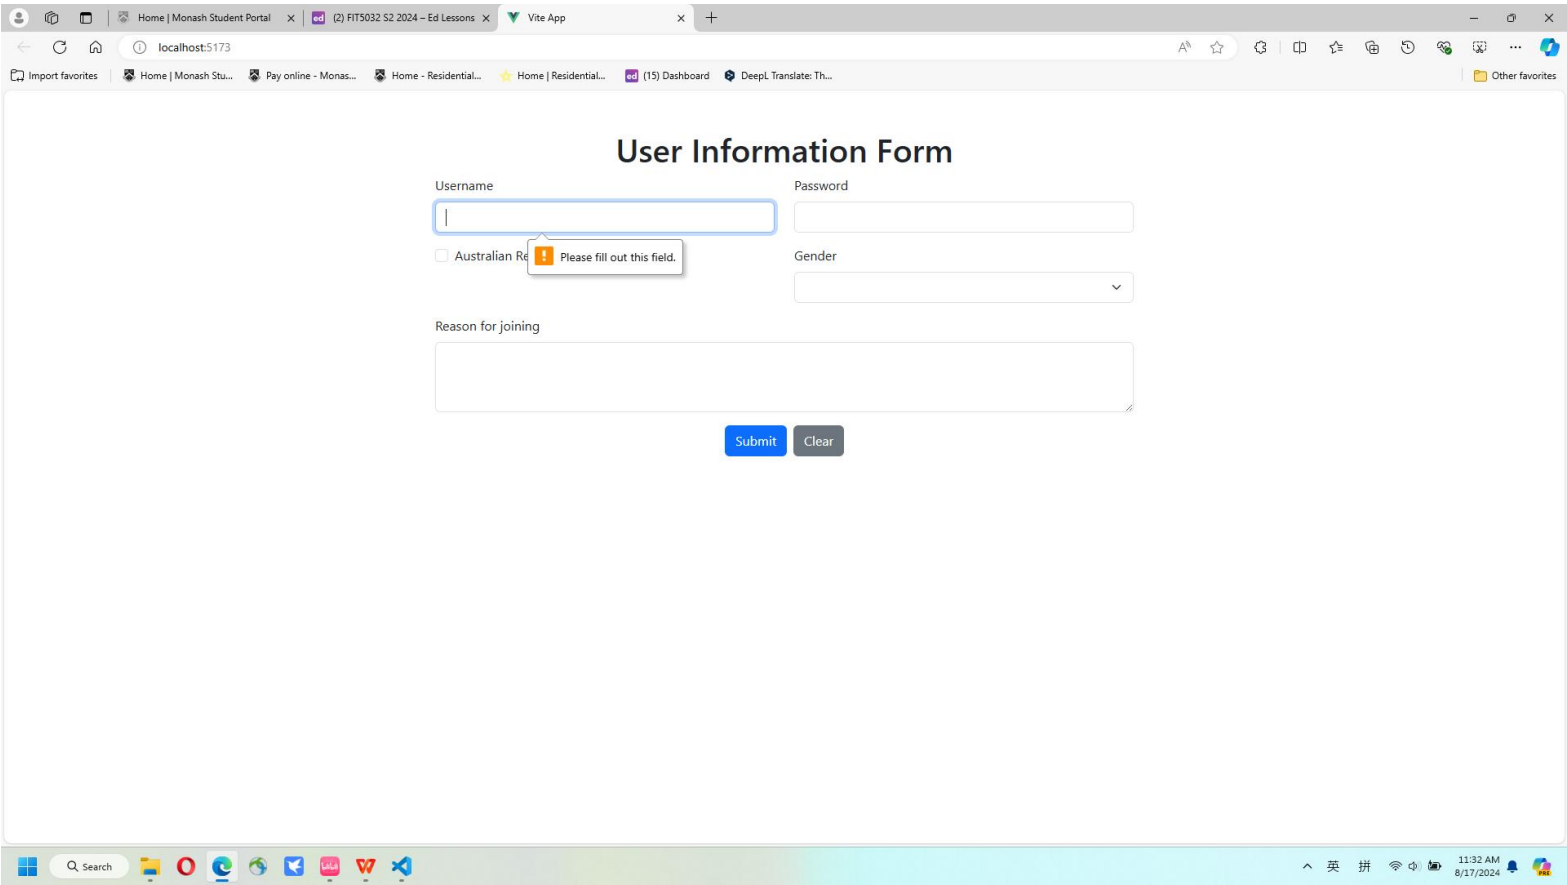 Home | Monash Student Portal
ed (2) FIT5032 S2 2024 – Ed Lessons
Vite App
localhost:5173
Import favorites
Home | Monash Stu...
Pay online - Monas...
Home - Residential...
Home | Residential...
ed (15) Dashboard
DeepL Translate: Th...
Other favorites
User Information Form
Username
Password
Australian Re
! Please fill out this field.
Gender
Reason for joining
Submit
Clear
Search
英
拼
11:32 AM
8/17/2024
PRE